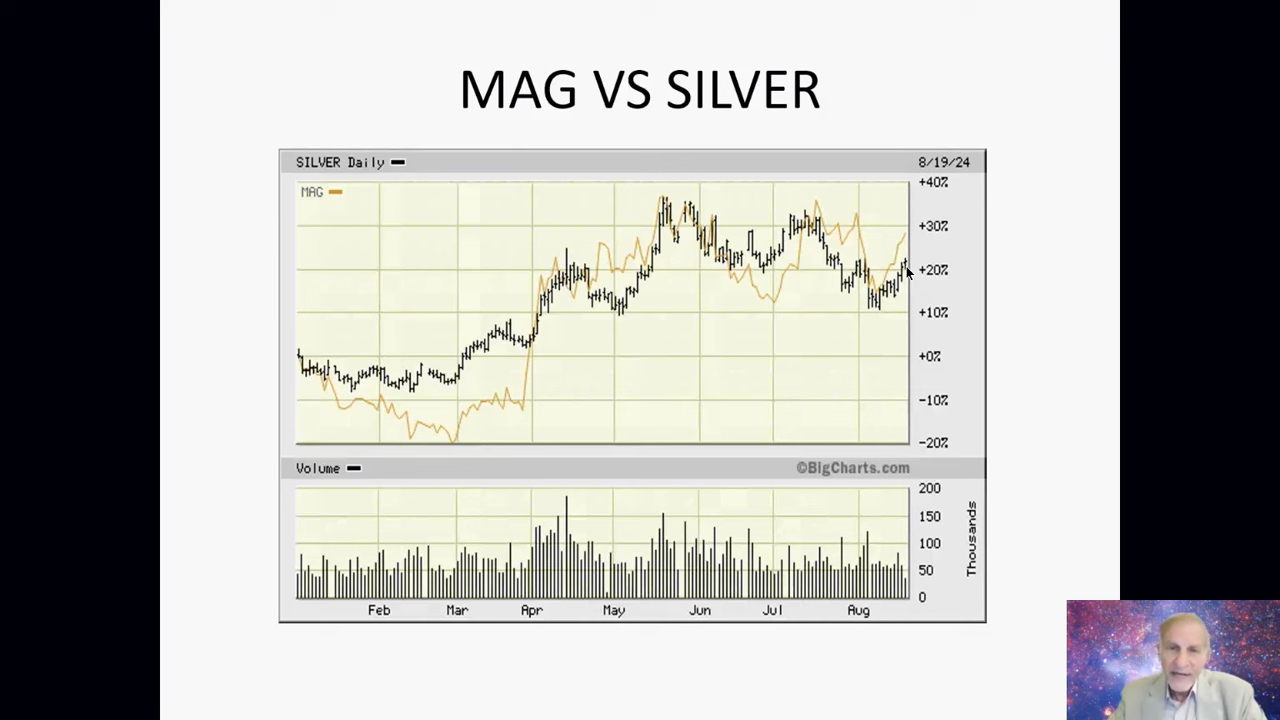 MAG VS SILVER
SILVER Daily
8/19/24
MAG
+40%
+30%
+20%
+10%
+0%
-10%
-20%
Volume
©BigCharts.com
200
150
100
50
0
Thousands
Feb Mar Apr May Jun Jul Aug